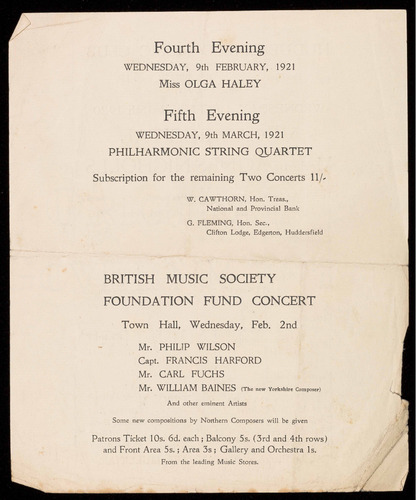 Fourth Evening
WEDNESDAY, 9th FEBRUARY, 1921
Miss OLGA HALEY
Fifth Evening
WEDNESDAY, 9th MARCH, 1921
PHILHARMONIC STRING QUARTET
Subscription for the remaining Two Concerts 11/-
W. CAWTHORN, Hon. Treas.,
National and Provincial Bank
G. FLEMING, Hon. Sec.,
Clifton Lodge, Edgerton, Huddersfield
BRITISH MUSIC SOCIETY
FOUNDATION FUND CONCERT
Town Hall, Wednesday, Feb. 2nd
Mr. PHILIP WILSON
Capt. FRANCIS HARFORD
Mr. CARL FUCHS
Mr. WILLIAM BAINES (The new Yorkshire Composer)
And other eminent Artists
Some new compositions by Northern Composers will be given
Patrons Ticket 10s. 6d. each; Balcony 5s. (3rd and 4th rows)
and Front Area 5s.; Area 3s; Gallery and Orchestra 1s.
From the leading Music Stores.